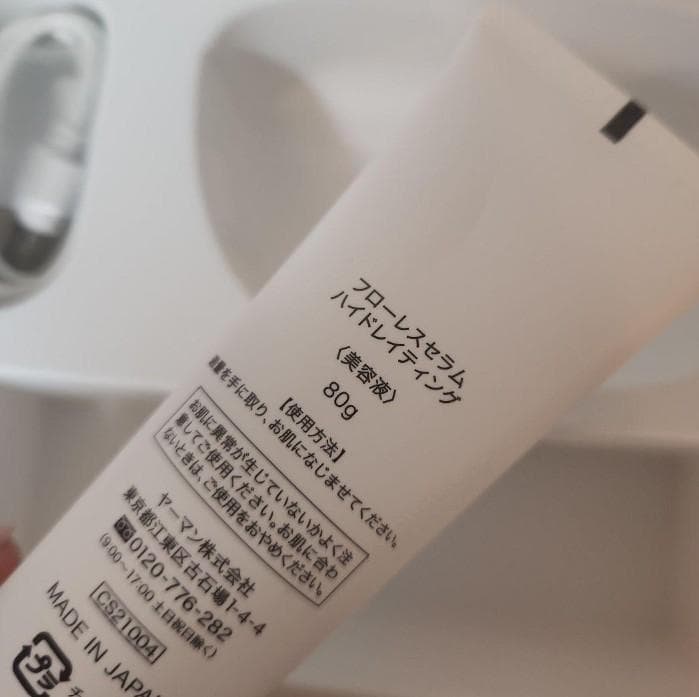 フローレスセラム
ハイドレイティング
〈美容液〉
80g
【使用方法】
適量を手に取り、お肌になじませてください。
お肌に異常が生じていないかよく注
意してご使用ください。お肌に合わ
ないときは、ご使用をおやめください。
ヤーマン株式会社
東京都江東区古石場1-4-4
0120-776-282
(9:00〜17:00 土日祝日除く)
CS21004
MADE IN JAPAN
プラ
チ